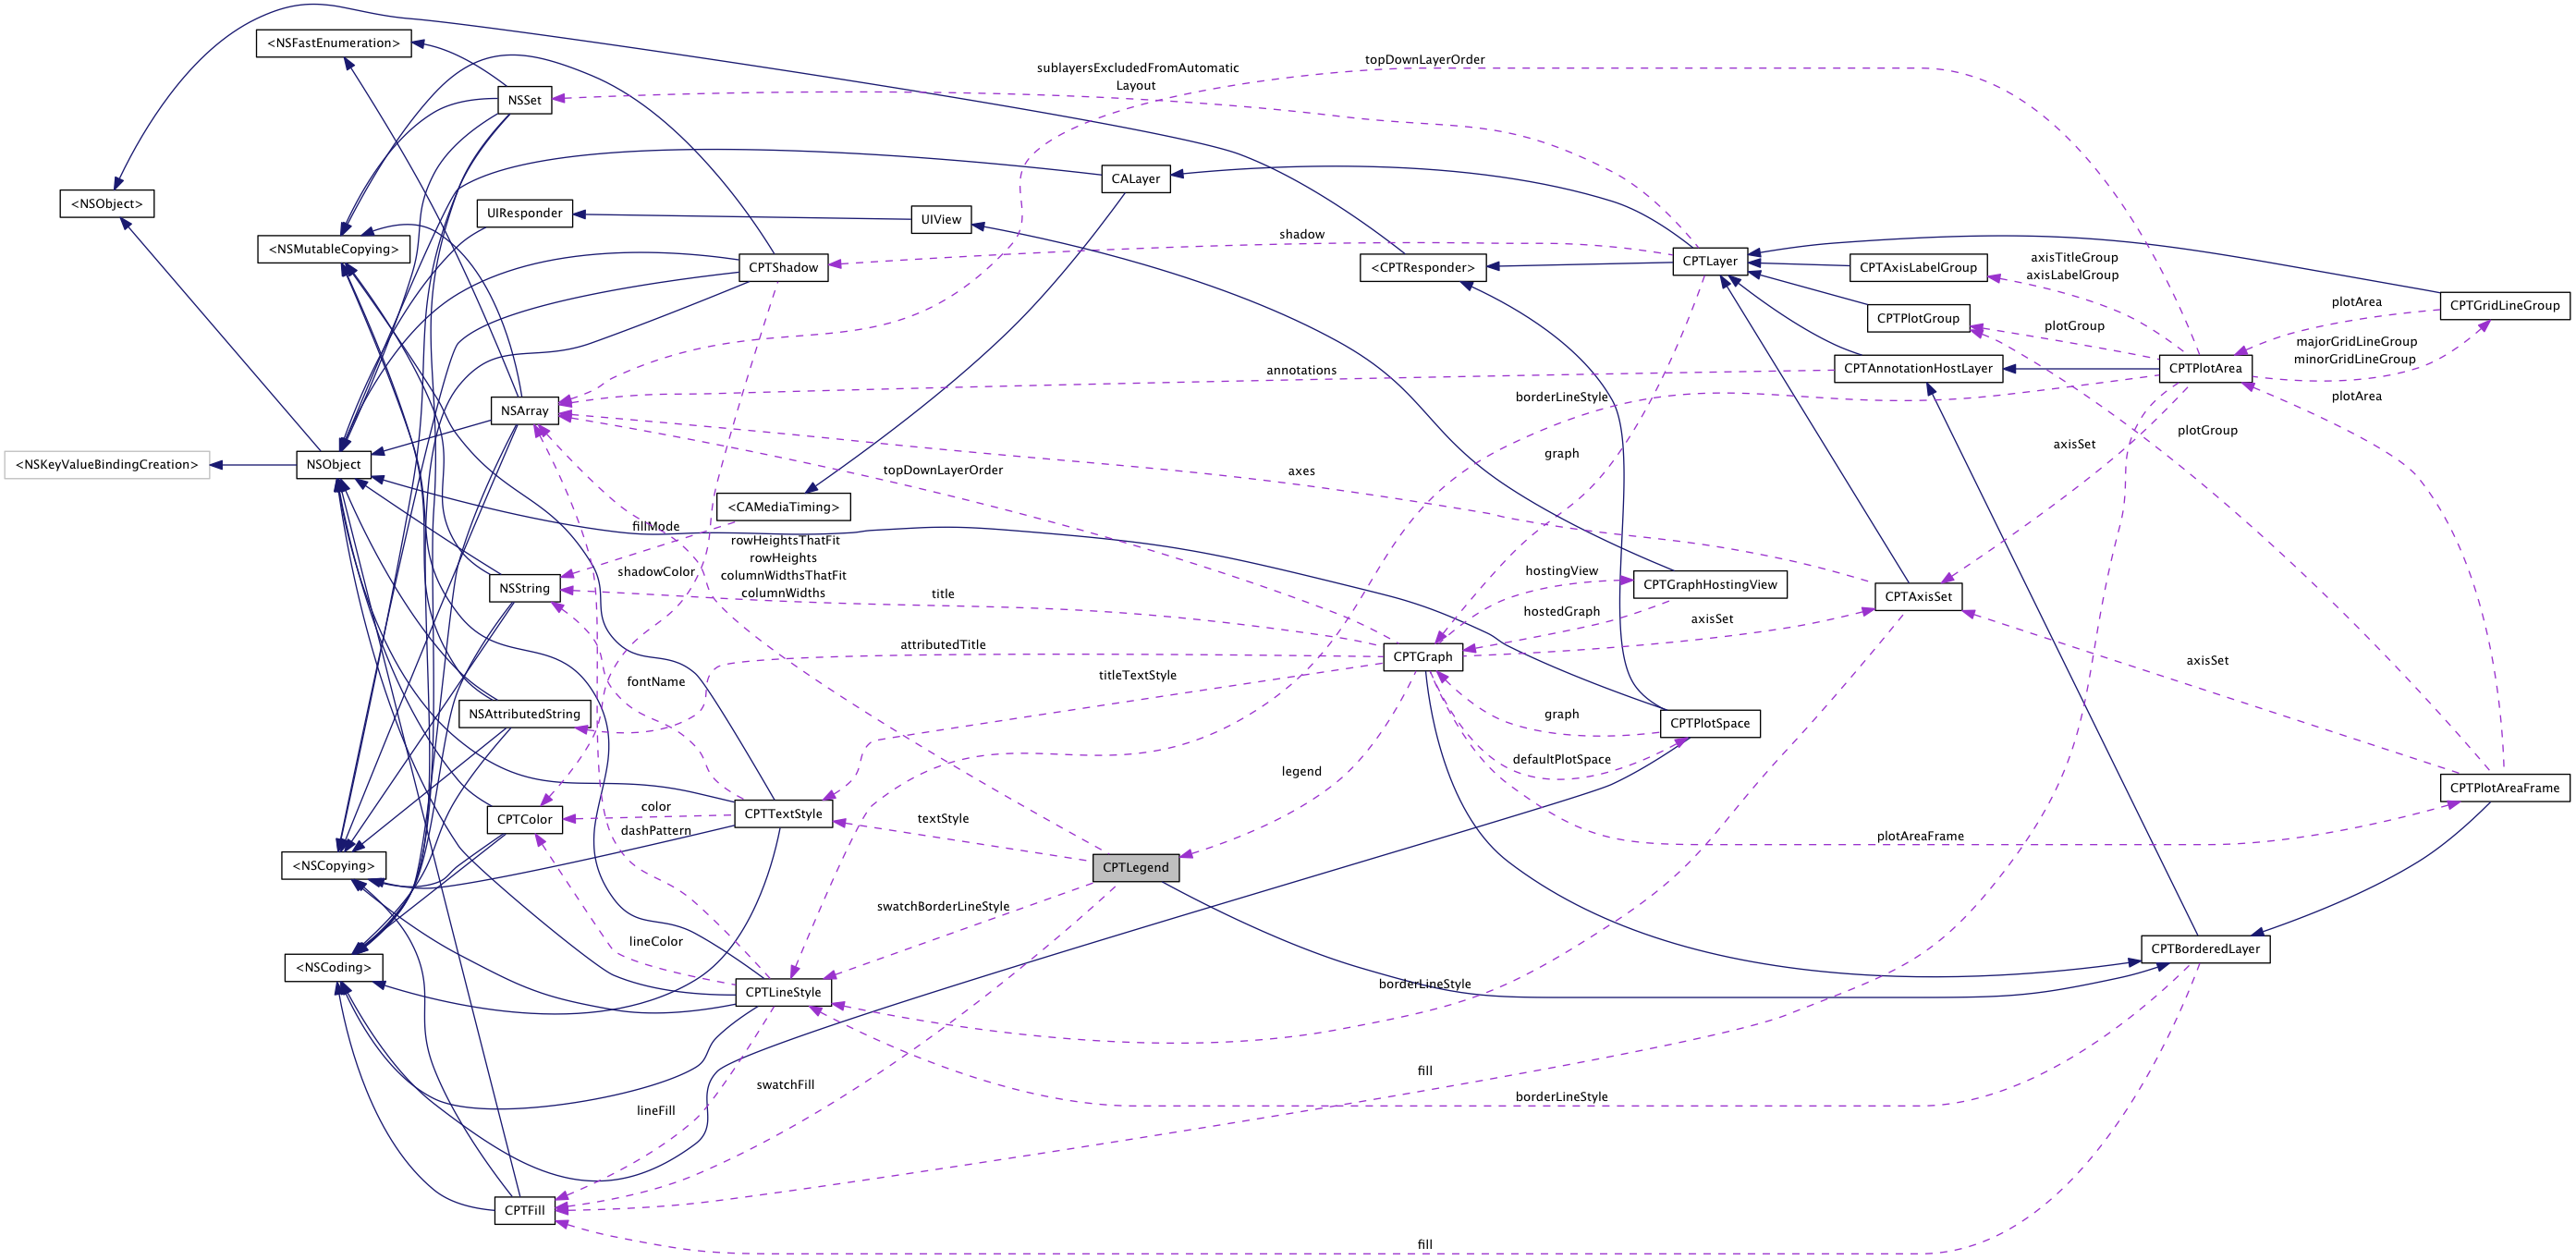 <NSFastEnumeration>
topDownLayerOrder
sublayersExcludedFromAutomatic
Layout
NSSet
CALayer
<NSObject>
UIResponder
UIView
<NSMutableCopying>
shadow
CPTShadow
<CPTResponder>
CPTLayer
CPTAxisLabelGroup
axisTitleGroup
axisLabelGroup
plotArea
CPTGridLineGroup
CPTPlotGroup
plotGroup
majorGridLineGroup
minorGridLineGroup
annotations
CPTAnnotationHostLayer
CPTPlotArea
NSArray
borderLineStyle
plotArea
plotGroup
axisSet
<NSKeyValueBindingCreation>
NSObject
topDownLayerOrder
axes
graph
<CAMediaTiming>
fillMode
rowHeightsThatFit
rowHeights
columnWidthsThatFit
columnWidths
shadowColor
NSString
title
hostingView
CPTGraphHostingView
CPTAxisSet
hostedGraph
axisSet
attributedTitle
CPTGraph
axisSet
fontName
titleTextStyle
NSAttributedString
graph
CPTPlotSpace
defaultPlotSpace
legend
CPTPlotAreaFrame
color
CPTTextStyle
textStyle
CPTColor
dashPattern
plotAreaFrame
<NSCopying>
CPTLegend
swatchBorderLineStyle
lineColor
CPTBorderedLayer
<NSCoding>
CPTLineStyle
borderLineStyle
swatchFill
fill
lineFill
borderLineStyle
CPTFill
fill